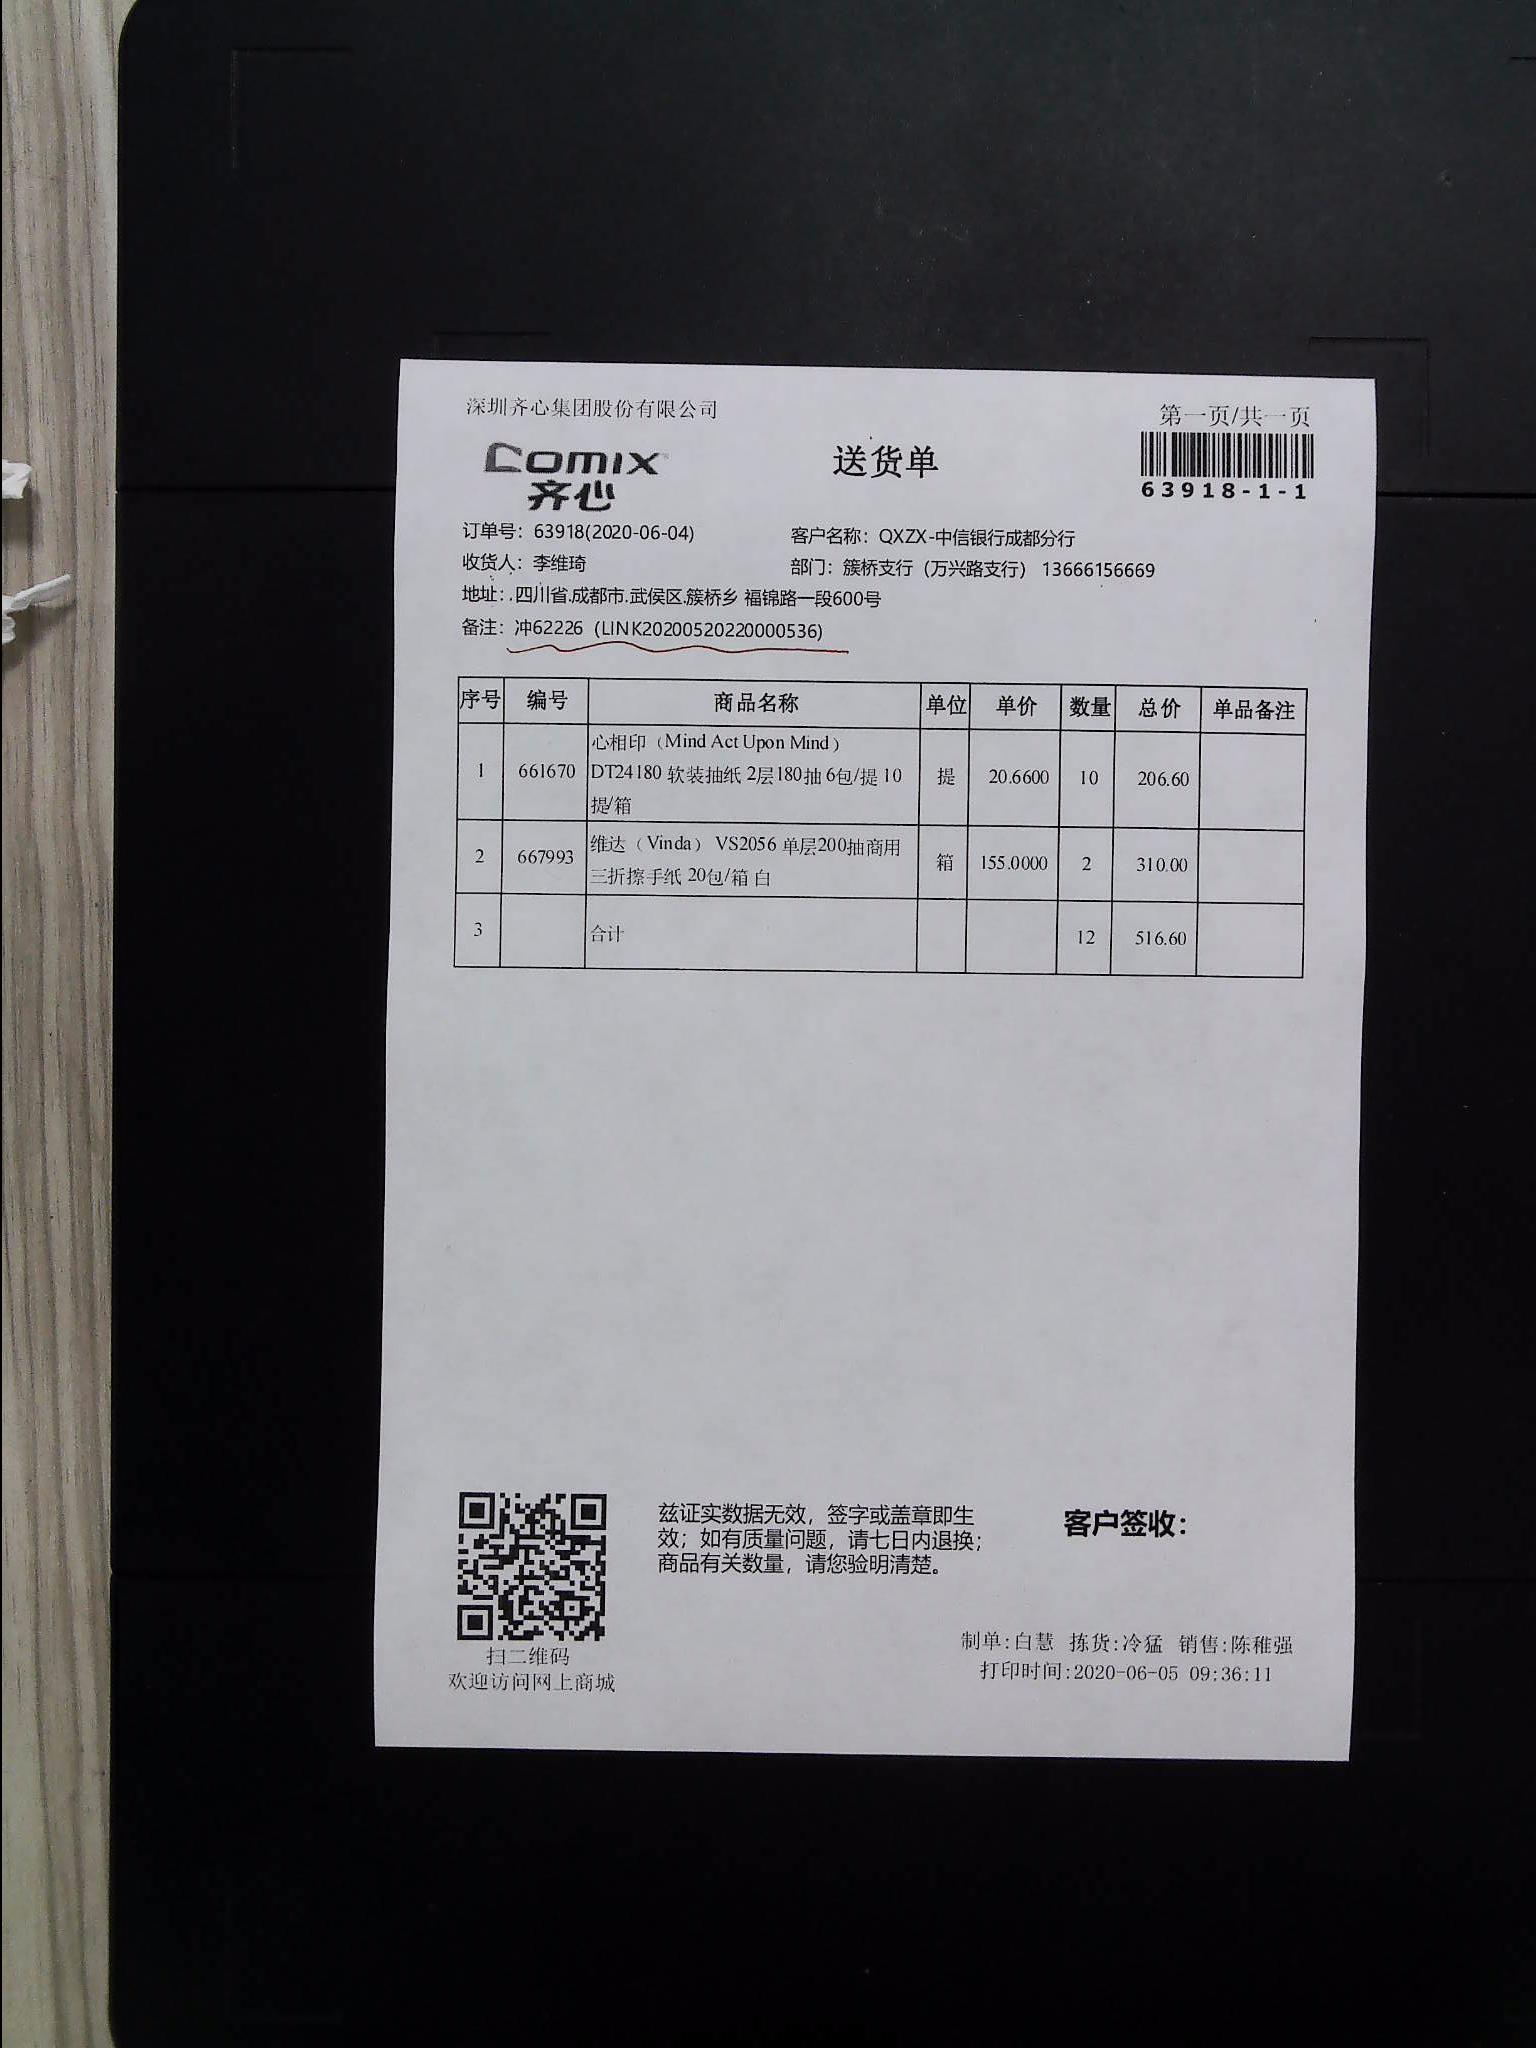 深圳齐心集团股份有限公司
第一页/共一页
Comix
齐心
送货单
63918-1-1
订单号：63918(2020-06-04) 客户名称：QXZX-中信银行成都分行
收货人：李维琦 部门：簇桥支行（万兴路支行） 13666156669
地址：.四川省.成都市.武侯区.簇桥乡 福锦路一段600号
备注：冲62226（LINK20200520220000536)
序号 编号 商品名称 单位 单价 数量 总价 单品备注
心相印（Mind Act Upon Mind）
1 661670 DT24180 软装抽纸 2层180抽 6包/提 10 提 20.6600 10 206.60
提/箱
维达（Vinda） VS2056 单层200抽商用
2 667993 三折擦手纸 20包/箱 白 箱 155.0000 2 310.00
3 合计 12 516.60
兹证实数据无效，签字或盖章即生
效；如有质量问题，请七日内退换；
商品有关数量，请您验明清楚。
客户签收：
扫二维码
欢迎访问网上商城
制单:白慧 拣货:冷猛 销售:陈稚强
打印时间:2020-06-05 09:36:11